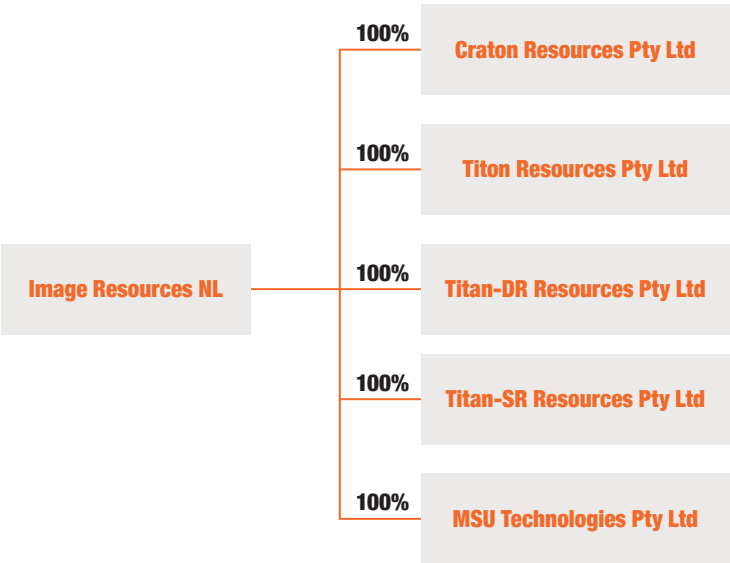 100%
Craton Resources Pty Ltd
100%
Titon Resources Pty Ltd
Image Resources NL
100%
Titan-DR Resources Pty Ltd
100%
Titan-SR Resources Pty Ltd
100%
MSU Technologies Pty Ltd